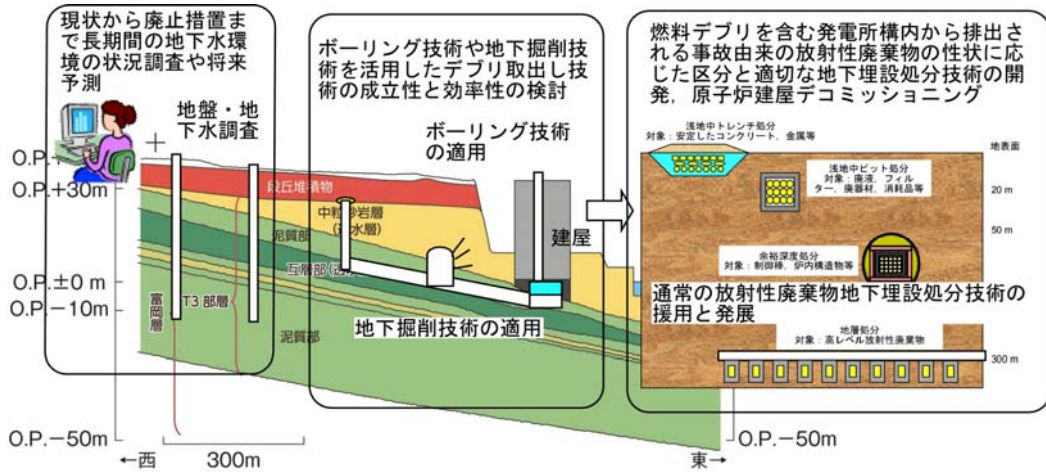 現状から廃止措置まで長期間の地下水環境の状況調査や将来予測
地盤・地下水調査
O.P.
O.P.+30m
O.P.±0 m
O.P.−10m
O.P.−50m
富岡層
T3部層
段丘堆積物
中粒砂岩層
泥質部
互層部
泥質部
←西
300m
ボーリング技術や地下掘削技術を活用したデブリ取出し技術の成立性と効率性の検討
ボーリング技術の適用
建屋
地下掘削技術の適用
東→
O.P.−50m
燃料デブリを含む発電所構内から排出される事故由来の放射性廃棄物の性状に応じた区分と適切な地下埋設処分技術の開発，原子炉建屋デコミッショニング
浅地中トレンチ処分
対象：安定したコンクリート，金属等
地表面
浅地中ピット処分
対象：廃液，フィルター，廃器材，消耗品等
20 m
50 m
余裕深度処分
対象：制御棒，炉内構造物等
通常の放射性廃棄物地下埋設処分技術の援用と発展
地層処分
対象：高レベル放射性廃棄物
300 m